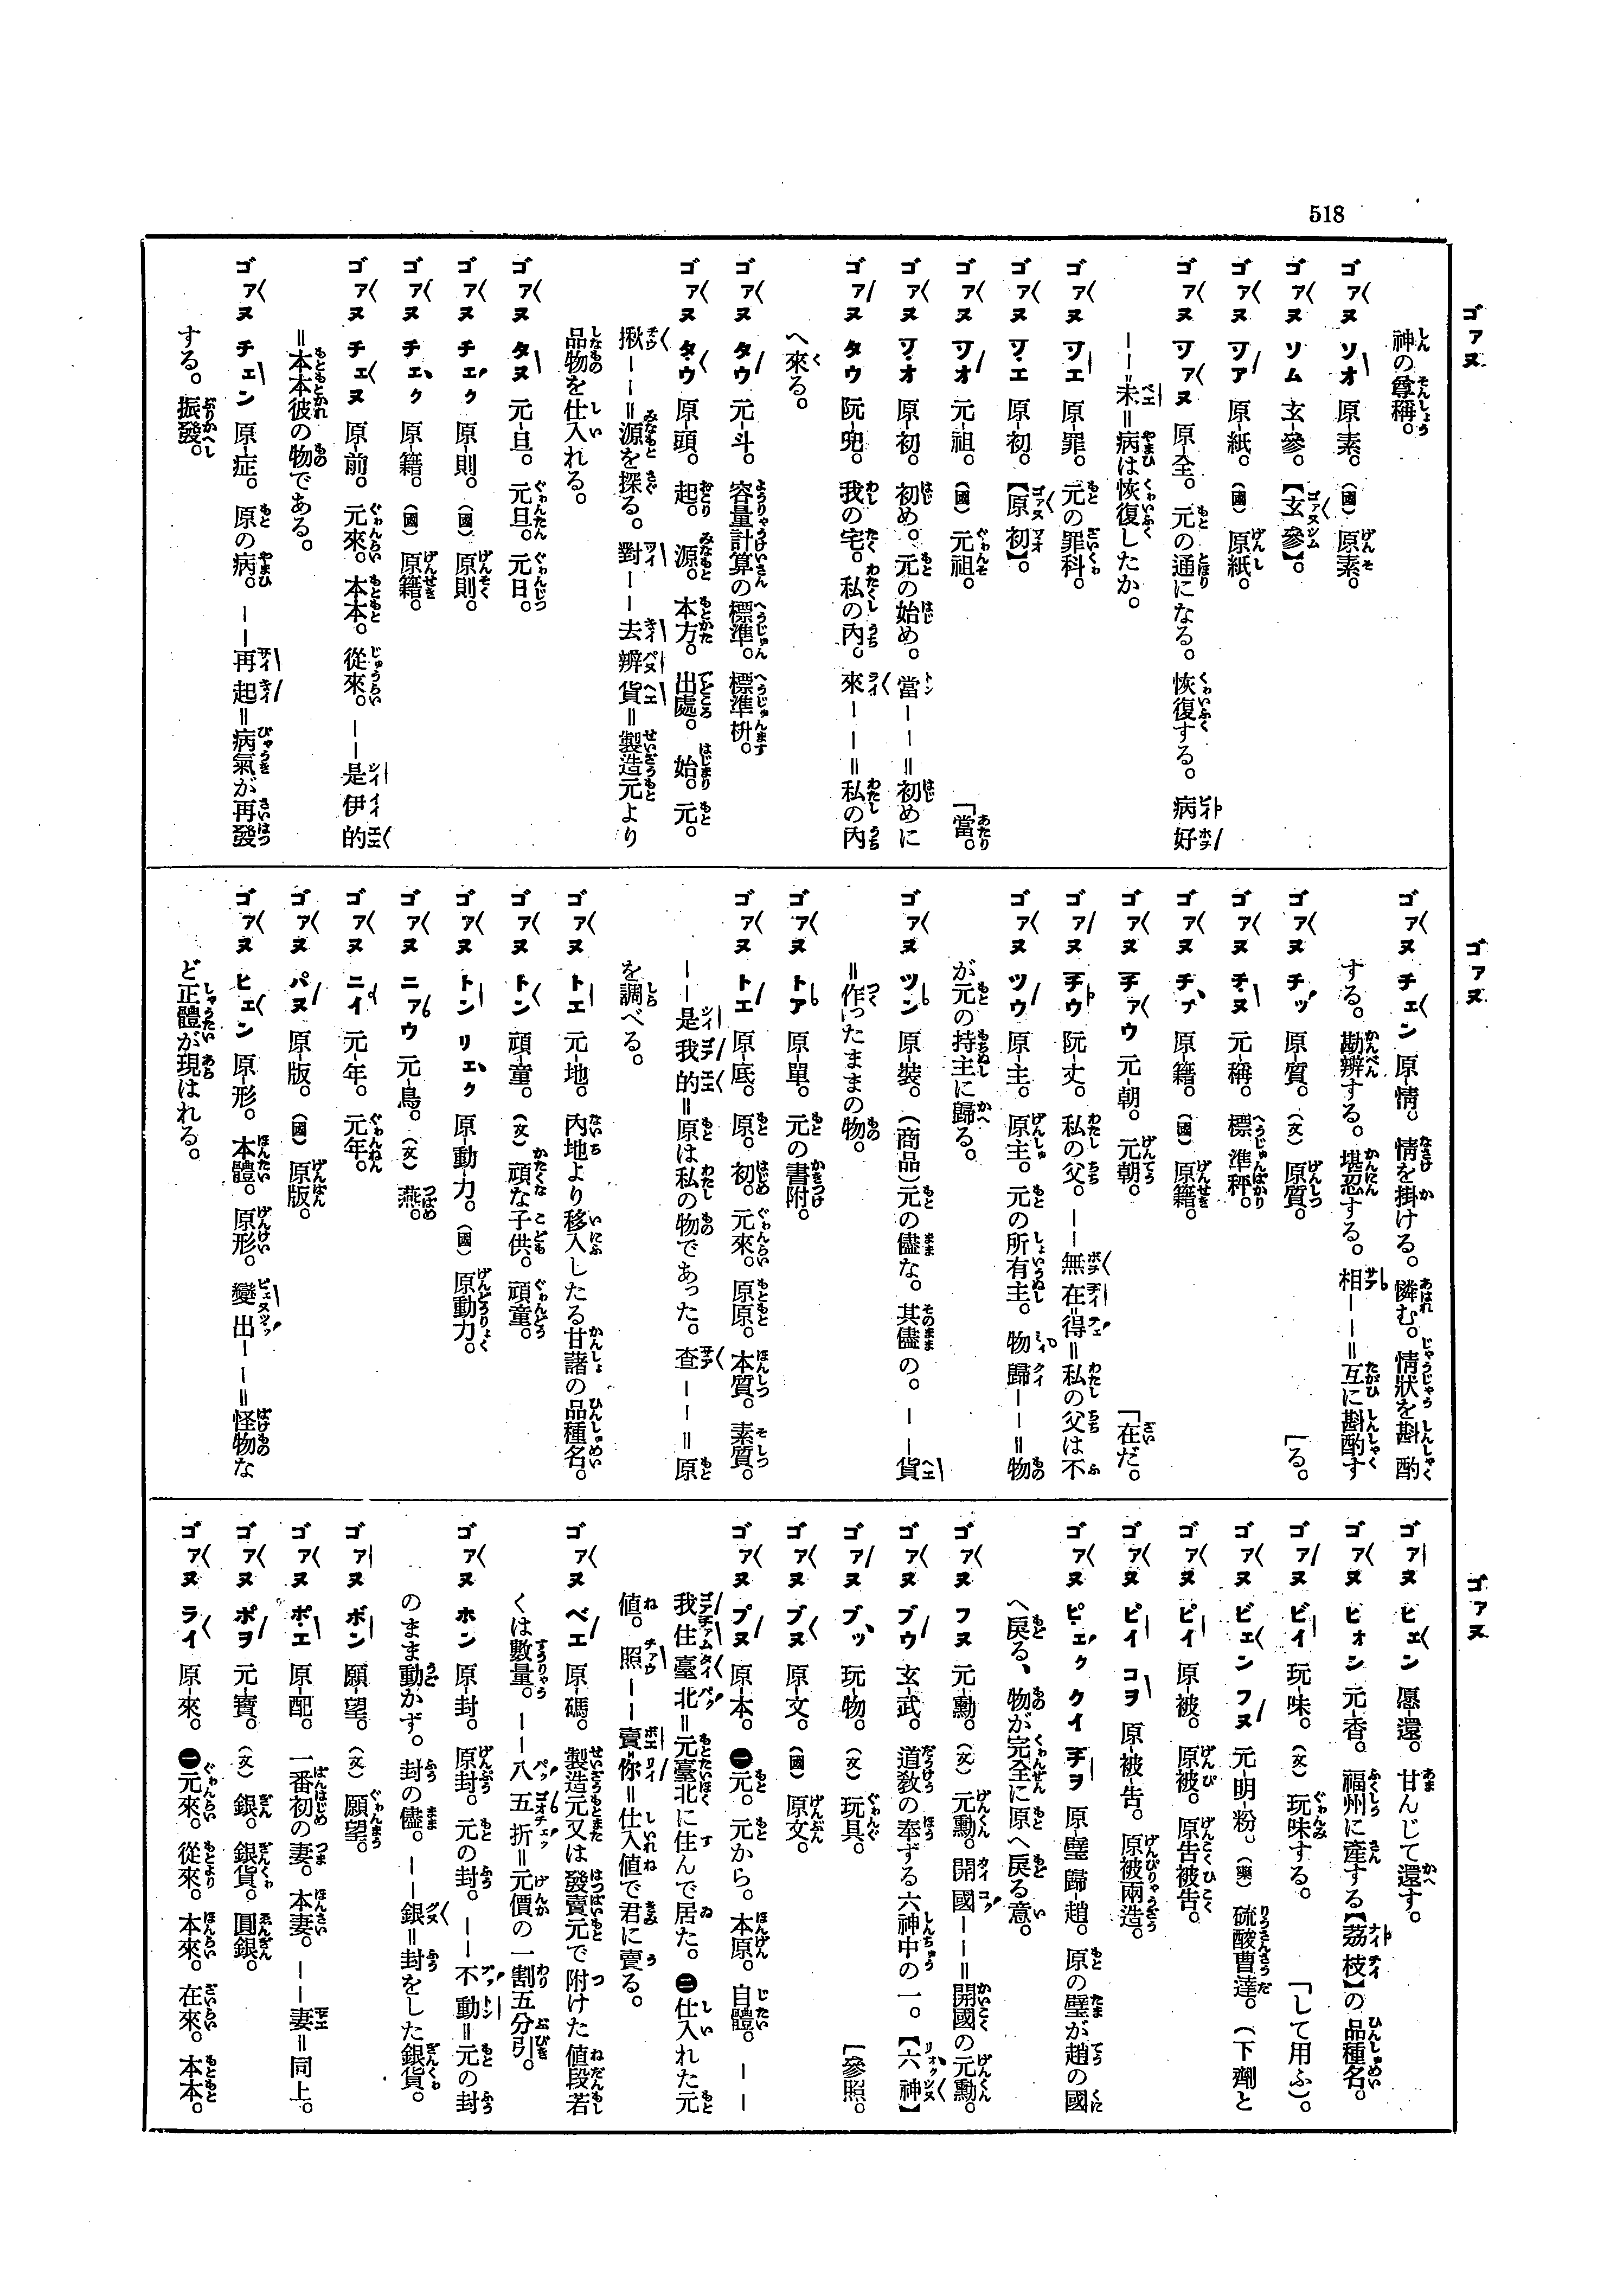 518
ゴアヌ
神の尊稱。
ゴァヌ ソオ 原-素。(國) 原素。
ゴァヌ ソム 玄-參。【玄參】。
ゴァヌ ツァ 原-紙。(國) 原紙。
ゴァヌ ツァヌ 原-全。元の通になる。恢復する。病好
－－未＝病は恢復したか。
ゴァヌ ツエ 原-罪。元の罪科。
ゴァヌ ツエ 原-初。【原初】。
ゴァヌ ツオ 元-祖。(國) 元祖。 「當。
ゴァヌ ツオ 原-初。初め。元の始め。當－－＝初めに
ゴァヌ タウ 阮-兜。我の宅。私の內。來－－＝私の內
へ來る。
ゴァヌ タウ 元-斗。容量計算の標準。標準枡。
ゴァヌ タウ 原-頭。起。源。本方。出處。始。元。
揪－－＝源を探る。對－－去辨貨＝製造元より
品物を仕入れる。
ゴァヌ タヌ 元-旦。元旦。元日。
ゴァヌ チェク 原-則。(國) 原則。
ゴァヌ チェク 原-籍。(國) 原籍。
ゴァヌ チェヌ 原-前。元來。本本。從來。－－是伊的
＝本本彼の物である。
ゴァヌ チェン 原-症。原の病。－－再起＝病氣が再發
する。振發。
ゴアヌ
ゴァヌ チェン 原-情。情を掛ける。憐む。情狀を斟酌
する。勘辨する。堪忍する。相－－＝互に斟酌す
ゴァヌ チッ 原-質。(文) 原質。 「る。
ゴァヌ チヌ 元-稱。標準秤。
ゴァヌ チァ 原-籍。(國) 原籍。
ゴァヌ チァウ 元-朝。元朝。 「在だ。
ゴァヌ チウ 阮-丈。私の父。－－無在得＝私の父は不
ゴァヌ ツウ 原-主。原主。元の所有主。物歸－－＝物
が元の持主に歸る。
ゴァヌ ツン 原-裝。(商品)元の儘な。其儘の。－－貨
＝作ったままの物。
ゴァヌ トア 原-單。元の書附。
ゴァヌ トエ 原-底。原。初。元來。原原。本質。素質。
－－是我的＝原は私の物であった。查－－＝原
を調べる。
ゴァヌ トエ 元-地。內地より移入したる甘藷の品種名。
ゴァヌ トン 頑-童。(文) 頑な子供。頑童。
ゴァヌ トン リェク 原-動-力。(國) 原動力。
ゴァヌ ニァウ 元-鳥。(文) 燕。
ゴァヌ ニイ 元-年。元年。
ゴァヌ パヌ 原-版。(國) 原版。
ゴァヌ ヒェン 原-形。本體。原形。變出－－＝怪物な
ど正體が現はれる。
ゴアヌ
ゴァヌ ヒェン 愿-還。甘んじて還す。
ゴァヌ ヒォン 元-香。福州に產する【荔枝】の品種名。
ゴァヌ ビイ 玩-味。(文) 玩味する。 「して用ふ)。
ゴァヌ ビェン フヌ 元-明-粉。(藥) 硫酸曹達。(下劑と
ゴァヌ ピイ 原-被。原被。原告被告。
ゴァヌ ピイ コヲ 原-被-吿。原被兩造。
ゴァヌ ピェク クイ チヲ 原-璧 歸-趙。原の璧が趙の國
へ戾る、物が完全に原へ戾る意。
ゴァヌ フヌ 元-勳。(文) 元勳。開國－－＝開國の元勳。
ゴァヌ ブウ 玄-武。道敎の奉ずる六神中の一。【六神】
ゴァヌ ブッ 玩-物。(文) 玩具。 「參照。
ゴァヌ ブヌ 原-文。(國) 原文。
ゴァヌ プヌ 原-本。㊀元。元から。本原。自體。－－
我住臺北＝元臺北に住んで居た。㊁仕入れた元
値。照－－賣你＝仕入値で君に賣る。
ゴァヌ ベエ 原-碼。製造元又は發賣元で附けた値段若
くは數量。－－八五折＝元價の一割五分引。
ゴァヌ ホン 原-封。原封。元の封。－－不動＝元の封
のまま動かず。封の儘。－－銀＝封をした銀貨。
ゴァヌ ボン 願-望。(文) 願望。
ゴァヌ ポエ 原-配。一番初の妻。本妻。－－妻＝同上。
ゴァヌ ポヲ 元-寶。(文) 銀。銀貨。圓銀。
ゴァヌ ライ 原-來。㊀元來。從來。本來。在來。本本。